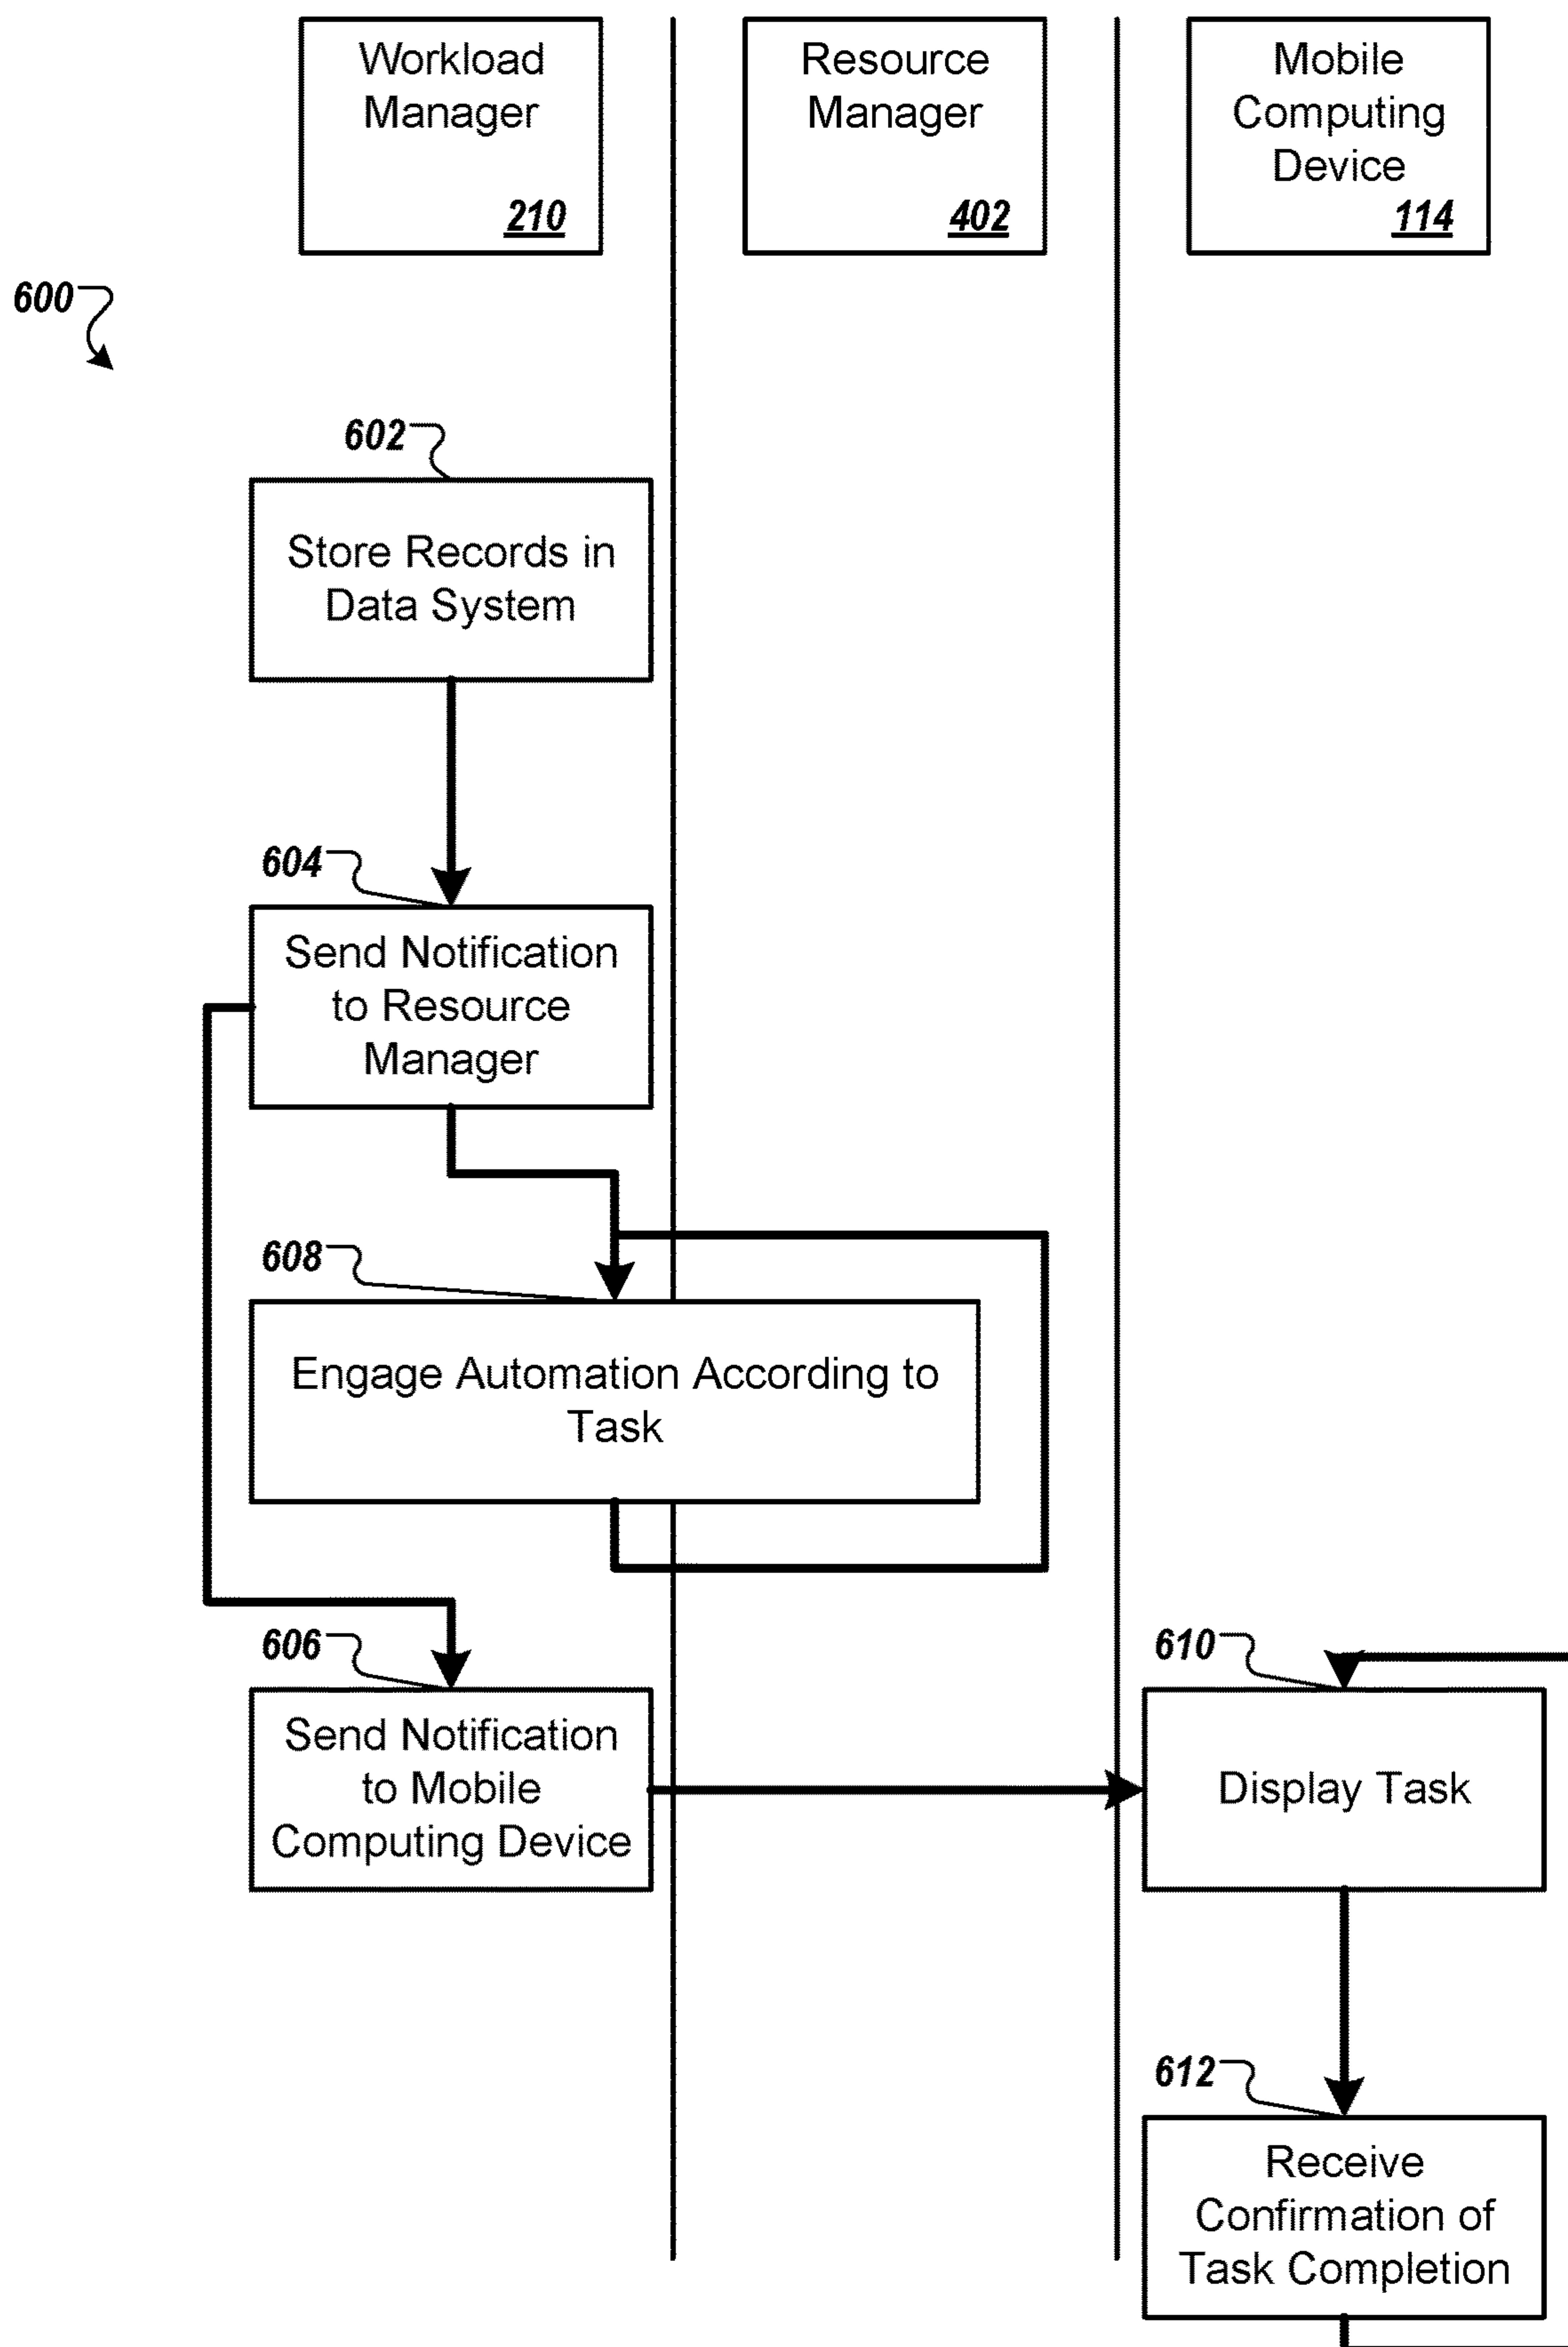 Workload
Manager
210
Resource
Manager
402
Mobile
Computing
Device
114
600
602
Store Records in
Data System
604
Send Notification
to Resource
Manager
608
Engage Automation According to
Task
606
Send Notification
to Mobile
Computing Device
610
Display Task
612
Receive
Confirmation of
Task Completion